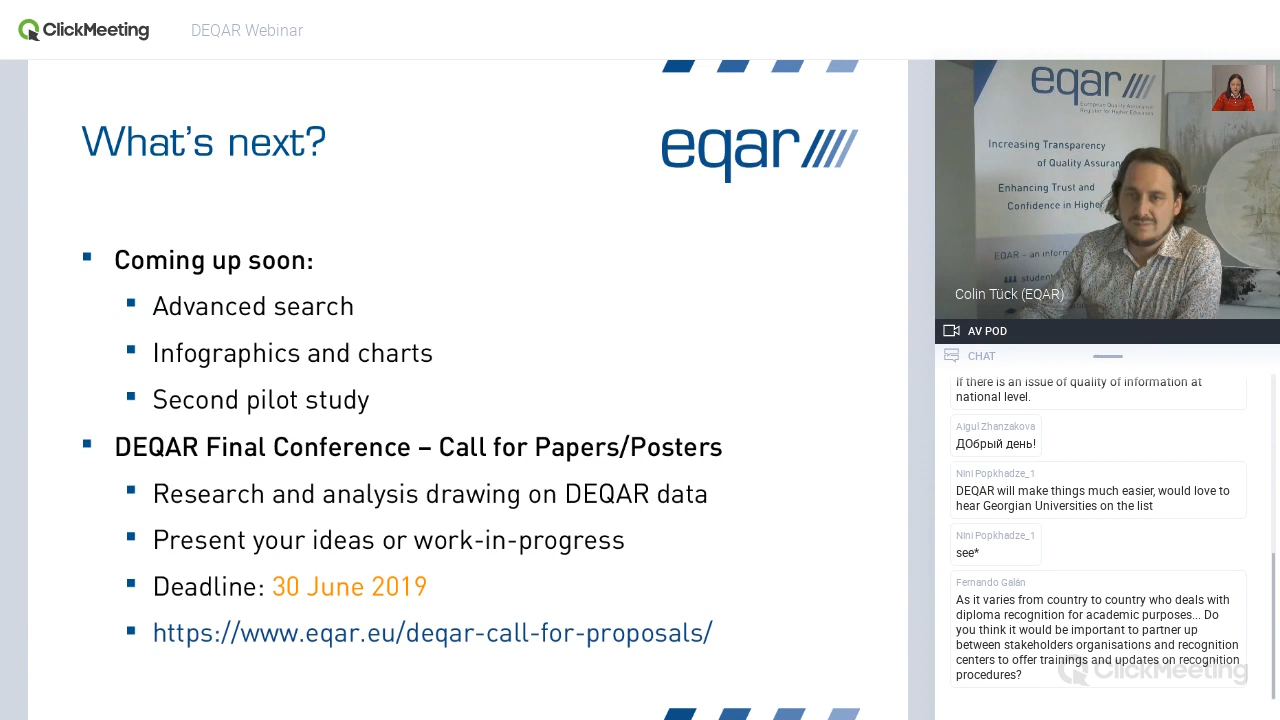 ClickMeeting
DEQAR Webinar
What's next?
eqar
Coming up soon:
Advanced search
Infographics and charts
Second pilot study
DEQAR Final Conference – Call for Papers/Posters
Research and analysis drawing on DEQAR data
Present your ideas or work-in-progress
Deadline: 30 June 2019
https://www.eqar.eu/deqar-call-for-proposals/
eqar
European Quality Assurance
Register for Higher Education
Increasing Transparency
of Quality Assuran
Enhancing Trust and
Confidence in Higher
EQAR – an inform
student
Colin Tück (EQAR)
AV POD
CHAT
If there is an issue of quality of information at
national level.
Aigul Zhanzakova
ДОбрый день!
Nini Popkhadze_1
DEQAR will make things much easier, would love to
hear Georgian Universities on the list
Nini Popkhadze_1
see*
Fernando Galán
As it varies from country to country who deals with
diploma recognition for academic purposes... Do
you think it would be important to partner up
between stakeholders organisations and recognition
centers to offer trainings and updates on recognition
procedures?
ClickMeeting